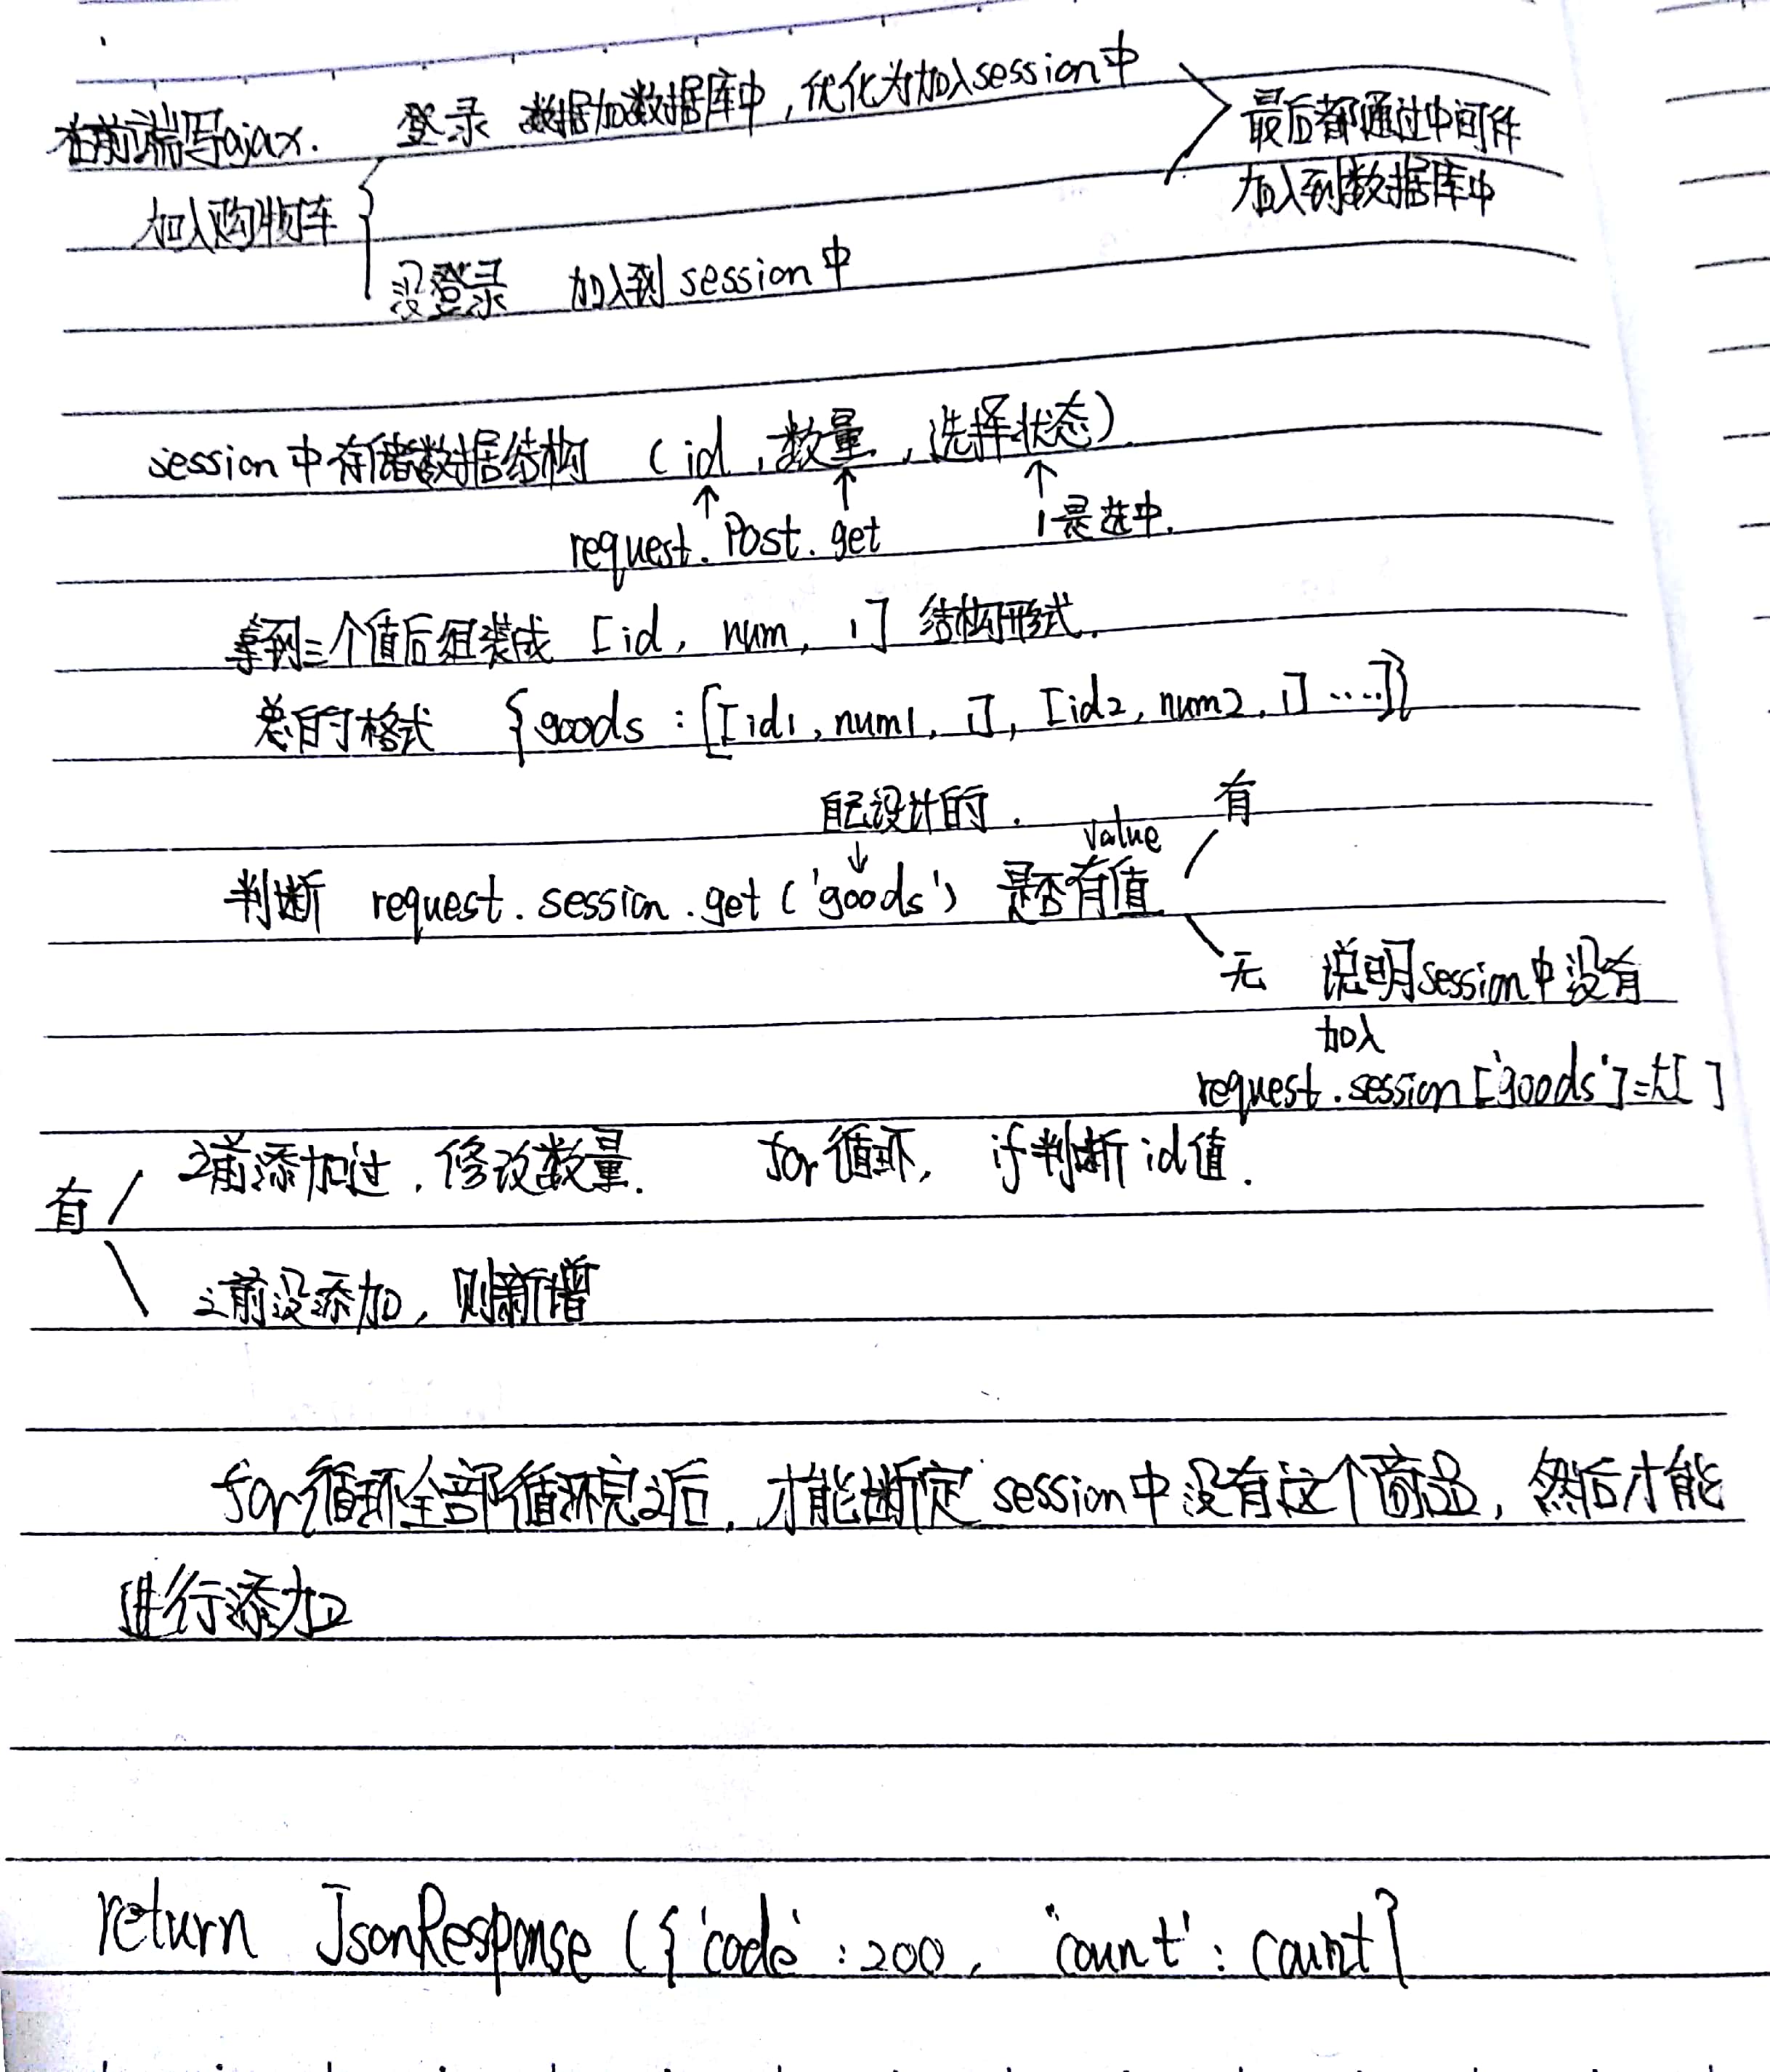 在前端写ajax.
登录 数据加数据库中,优化为加入session中
最后都通过中间件
加入到数据库中
加入购物车
没登录 加到入session中
session中存储数据结构 (id,数量,选择状态)
↑ ↑ ↑
request.Post.get 1是选中.
拿到三个值后组装成 [id, num, 1] 结构形式.
总的格式 {goods:[[id1,num1,1],[id2,num2,1]……]}
自己设计的. 有
↓ value
判断 request.session.get('goods') 是否有值
无 说明session中没有
加入
request.session['goods']=[]
之前添加过,修改数量. for循环, if判断id值.
有
之前没添加,则新增
for循环全部循环完之后,才能断定session中没有这个商品,然后才能
进行添加
return JsonResponse({'code':200, 'count':count}